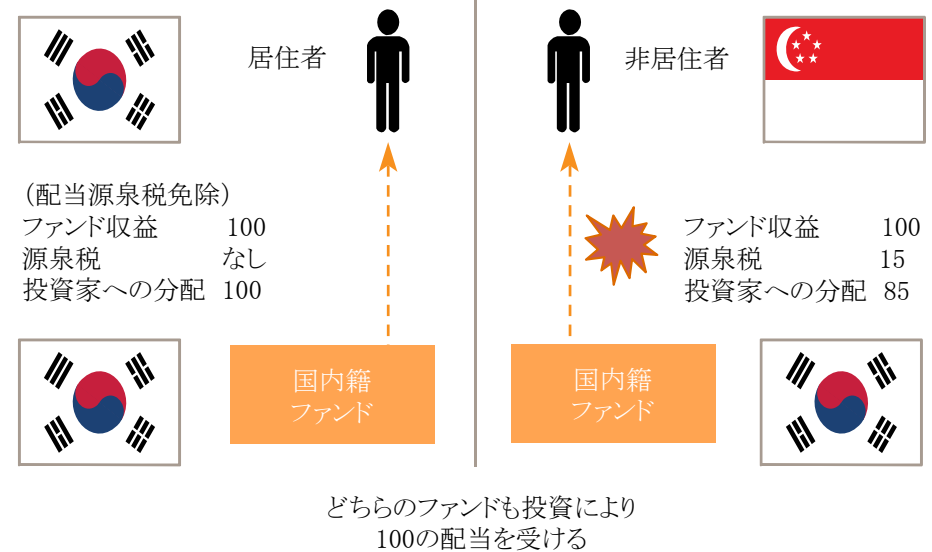 居住者
(配当源泉税免除)
ファンド収益 100
源泉税 なし
投資家への分配 100
国内籍
ファンド
非居住者
ファンド収益 100
源泉税 15
投資家への分配 85
国内籍
ファンド
どちらのファンドも投資により
100の配当を受ける